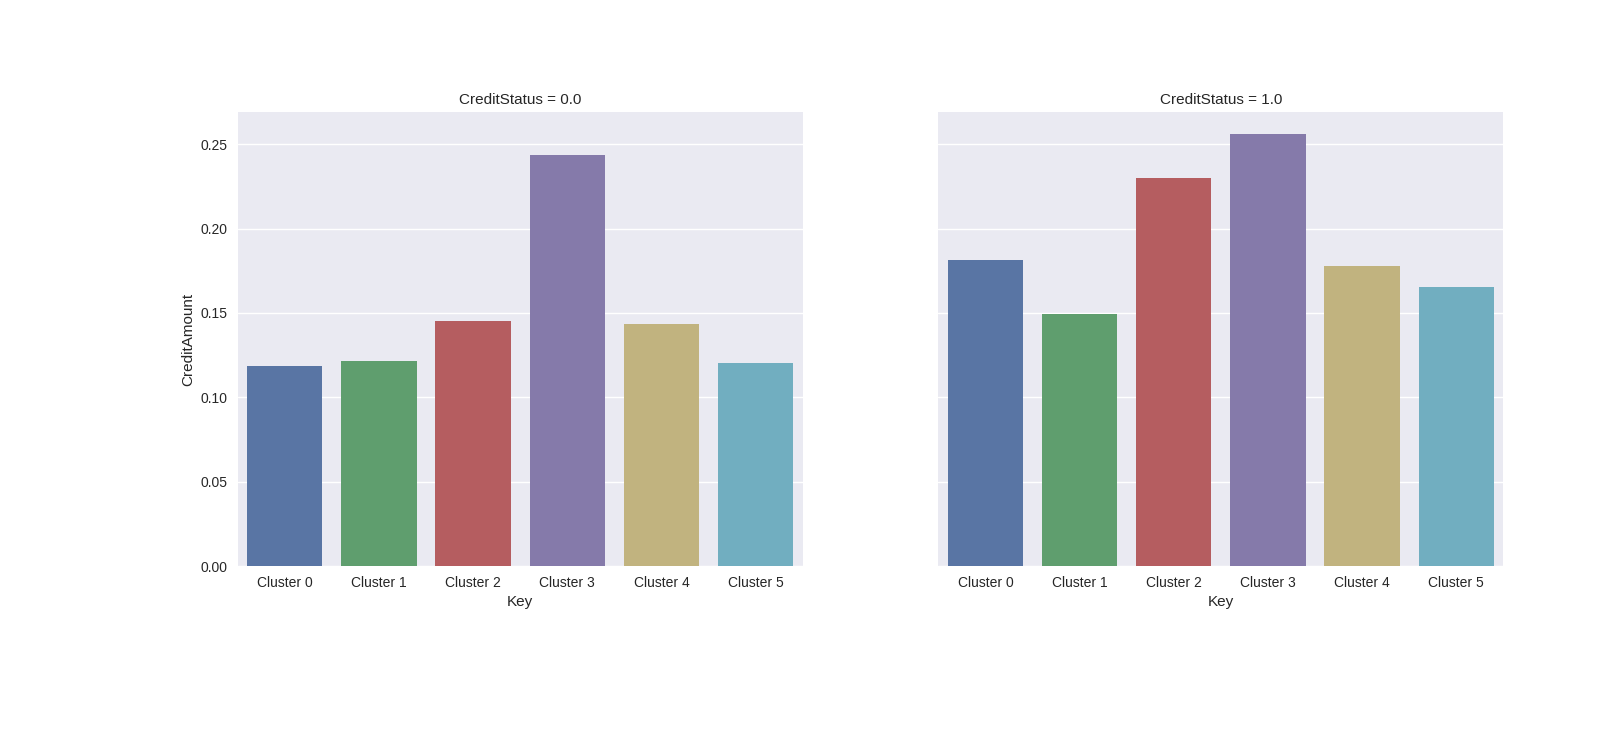 CreditStatus = 0.0
CreditAmount
0.25
0.20
0.15
0.10
0.05
0.00
Cluster 0 Cluster 1 Cluster 2 Cluster 3 Cluster 4 Cluster 5
Key
CreditStatus = 1.0
Cluster 0 Cluster 1 Cluster 2 Cluster 3 Cluster 4 Cluster 5
Key